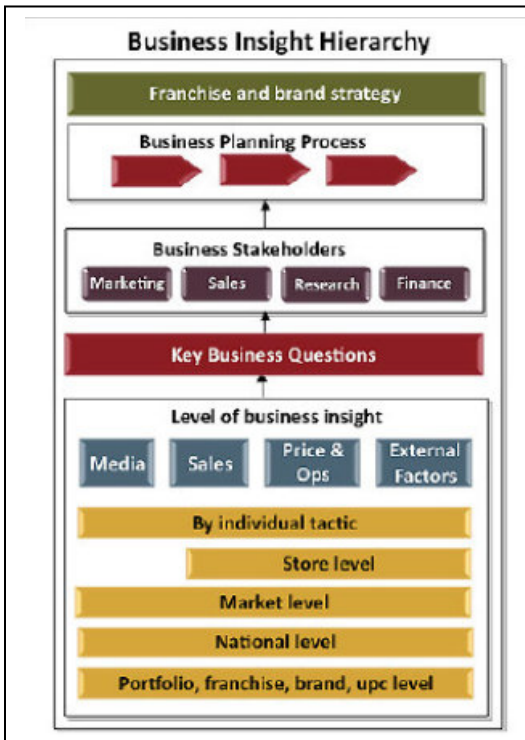 Business Insight Hierarchy
Franchise and brand strategy
Business Planning Process
Business Stakeholders
Marketing Sales Research Finance
Key Business Questions
Level of business insight
Media Sales Price & Ops External Factors
By individual tactic
Store level
Market level
National level
Portfolio, franchise, brand, upc level